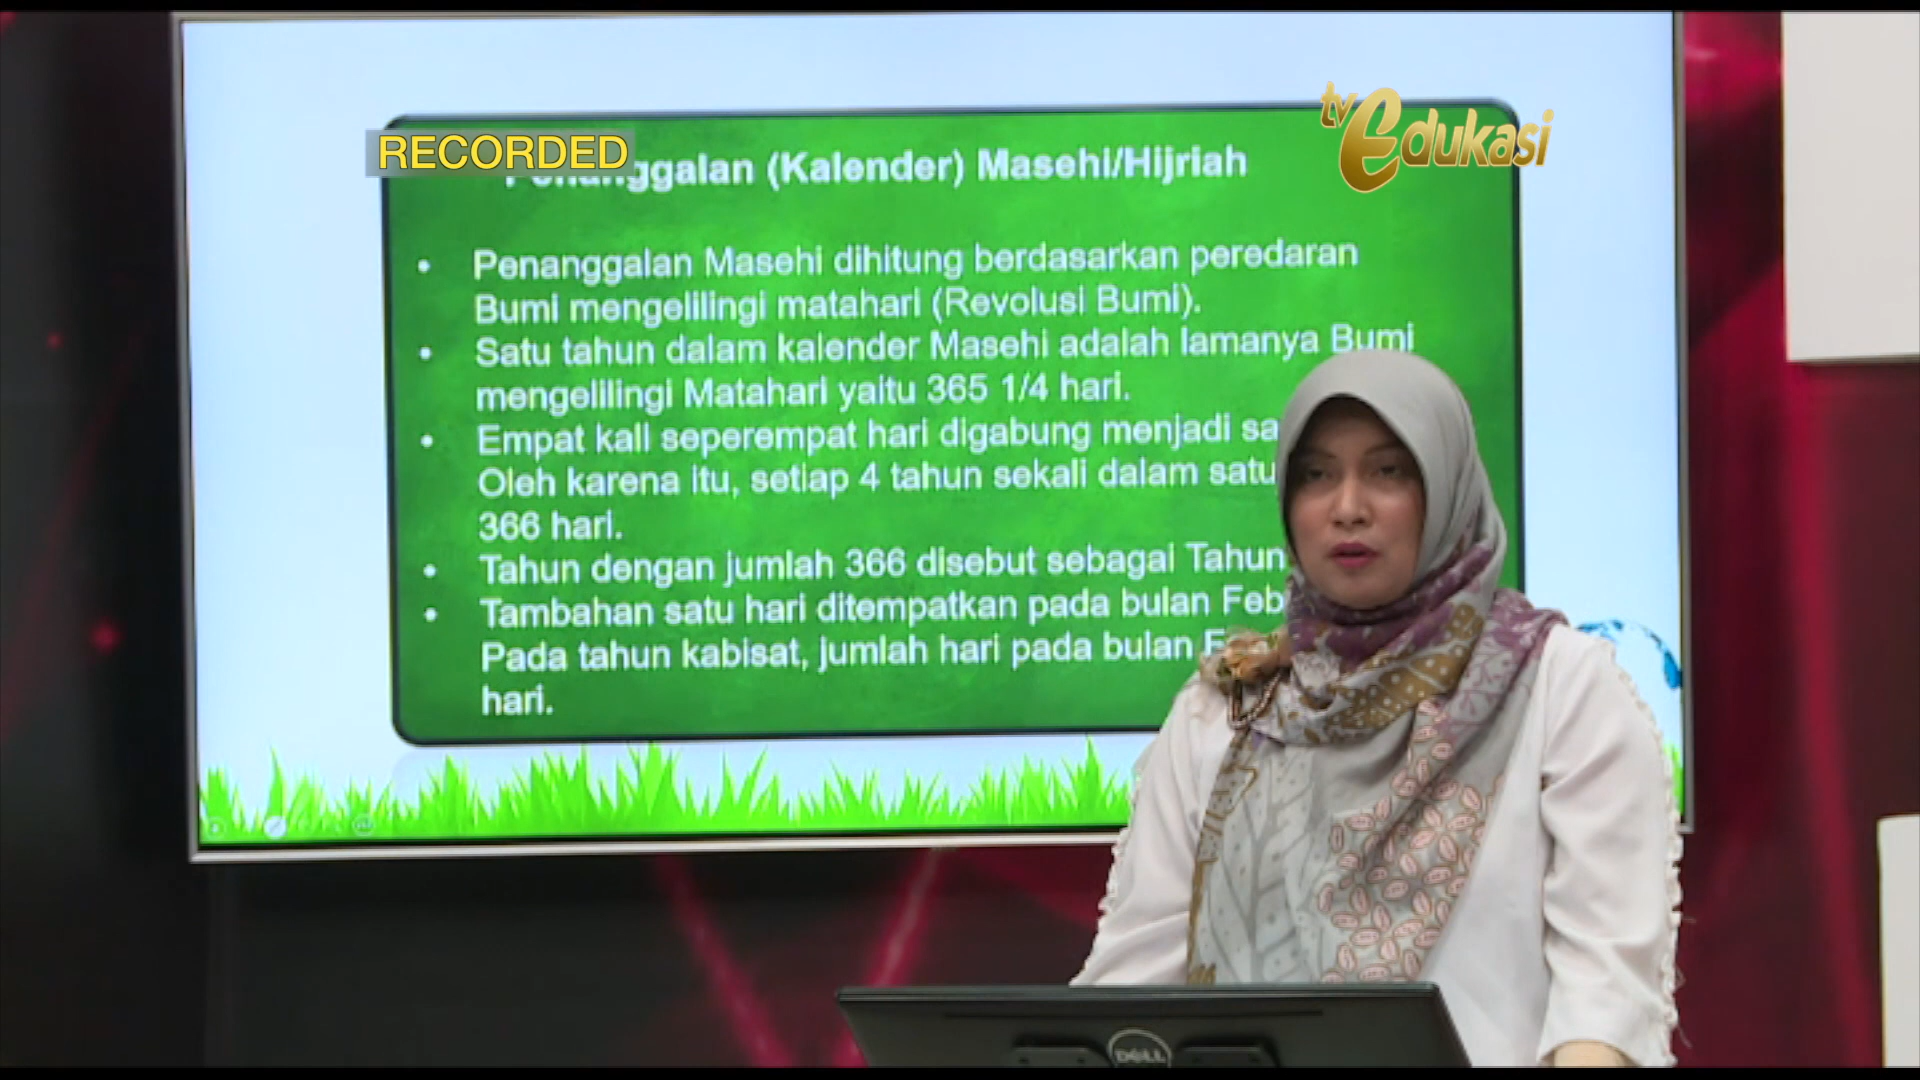 tv Edukasi
RECORDED
(Kalender) Masehi/Hijriah
• Penanggalan Masehi dihitung berdasarkan peredaran
Bumi mengelilingi matahari (Revolusi Bumi).
• Satu tahun dalam kalender Masehi adalah lamanya Bumi
mengelilingi Matahari yaitu 365 1/4 hari.
• Empat kali seperempat hari digabung menjadi
Oleh karena itu, setiap 4 tahun sekali dalam satu
366 hari.
• Tahun dengan jumlah 366 disebut sebagai Tahun
• Tambahan satu hari ditempatkan pada bulan
Pada tahun kabisat, jumlah hari pada bulan
hari.
DELL